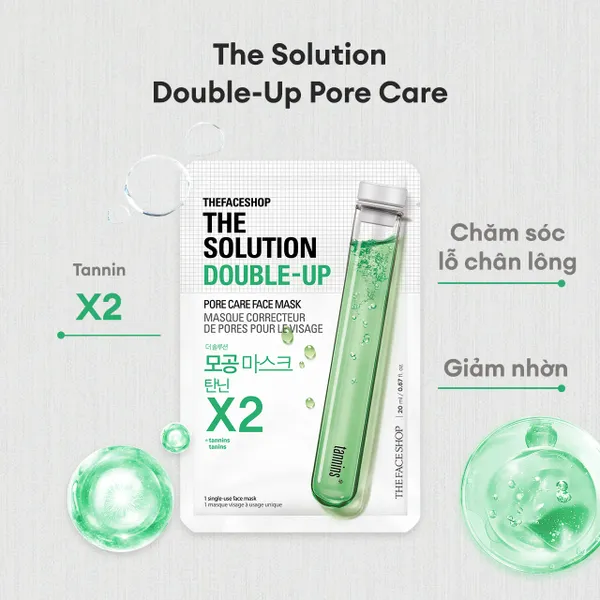 The Solution
Double-Up Pore Care
THEFACESHOP
THE
SOLUTION
DOUBLE-UP
PORE CARE FACE MASK
MASQUE CORRECTEUR
DE PORES POUR LE VISAGE
더 솔루션
모공 마스크
탄닌
X2
+ tannins
tanins
1 single-use face mask
1 masque visage à usage unique
tannins
THE FACE SHOP
20 ml / 0.67 fl. oz
Tannin
X2
Chăm sóc
lỗ chân lông
Giảm nhờn